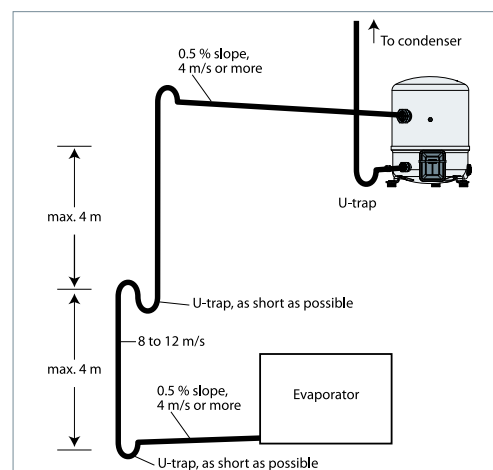 To condenser
0.5 % slope,
4 m/s or more
U-trap
max. 4 m
U-trap, as short as possible
8 to 12 m/s
max. 4 m
0.5 % slope,
4 m/s or more
Evaporator
U-trap, as short as possible